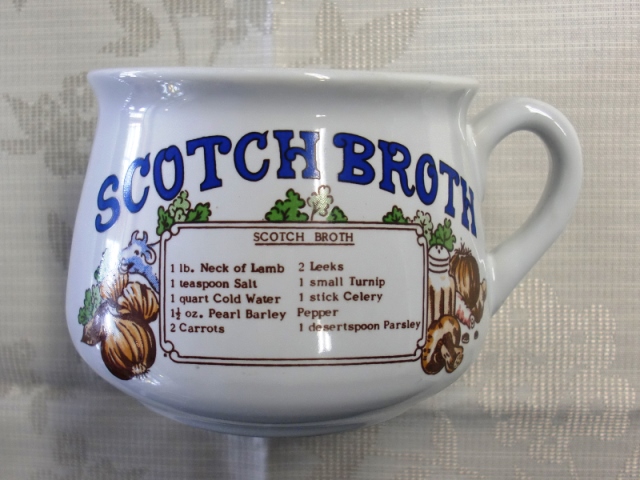 SCOTCH BROTH
SCOTCH BROTH
1 lb. Neck of Lamb
1 teaspoon Salt
1 quart Cold Water
1½ oz. Pearl Barley
2 Carrots
2 Leeks
1 small Turnip
1 stick Celery
Pepper
1 desertspoon Parsley